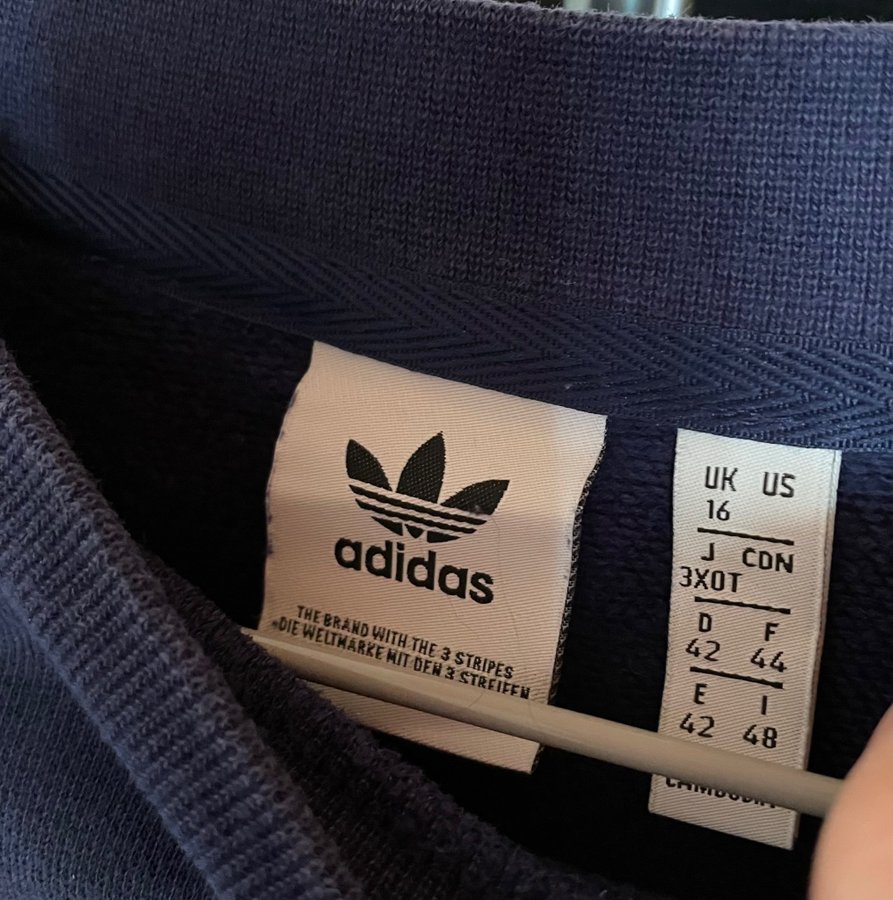 adidas
THE BRAND WITH THE 3 STRIPES
*DIE WELTMARKE MIT DEN 3 STREIFEN
UK US
16
J CDN
3XOT
D F
42 44
E I
42 48